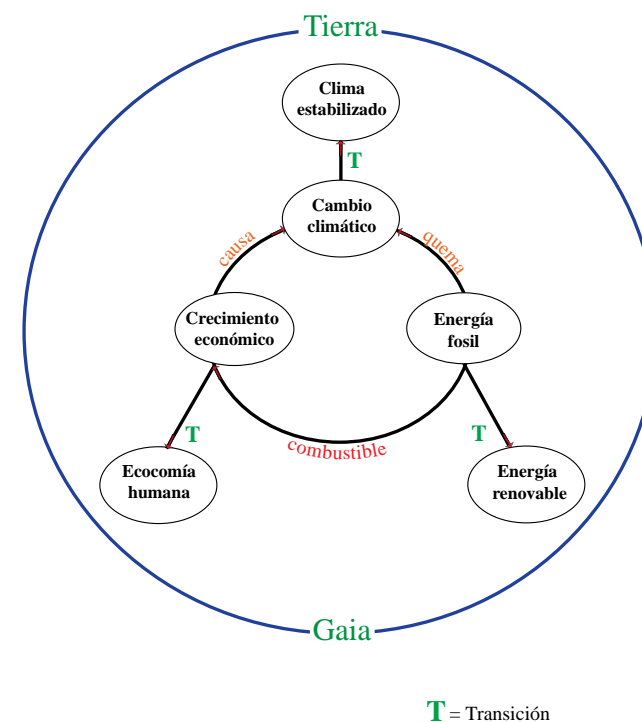 Tierra
Clima
estabilizado
T
Cambio
climático
causa
quema
Crecimiento
económico
Energía
fosil
T
T
combustible
Ecocomía
humana
Energía
renovable
Gaia
T = Transición